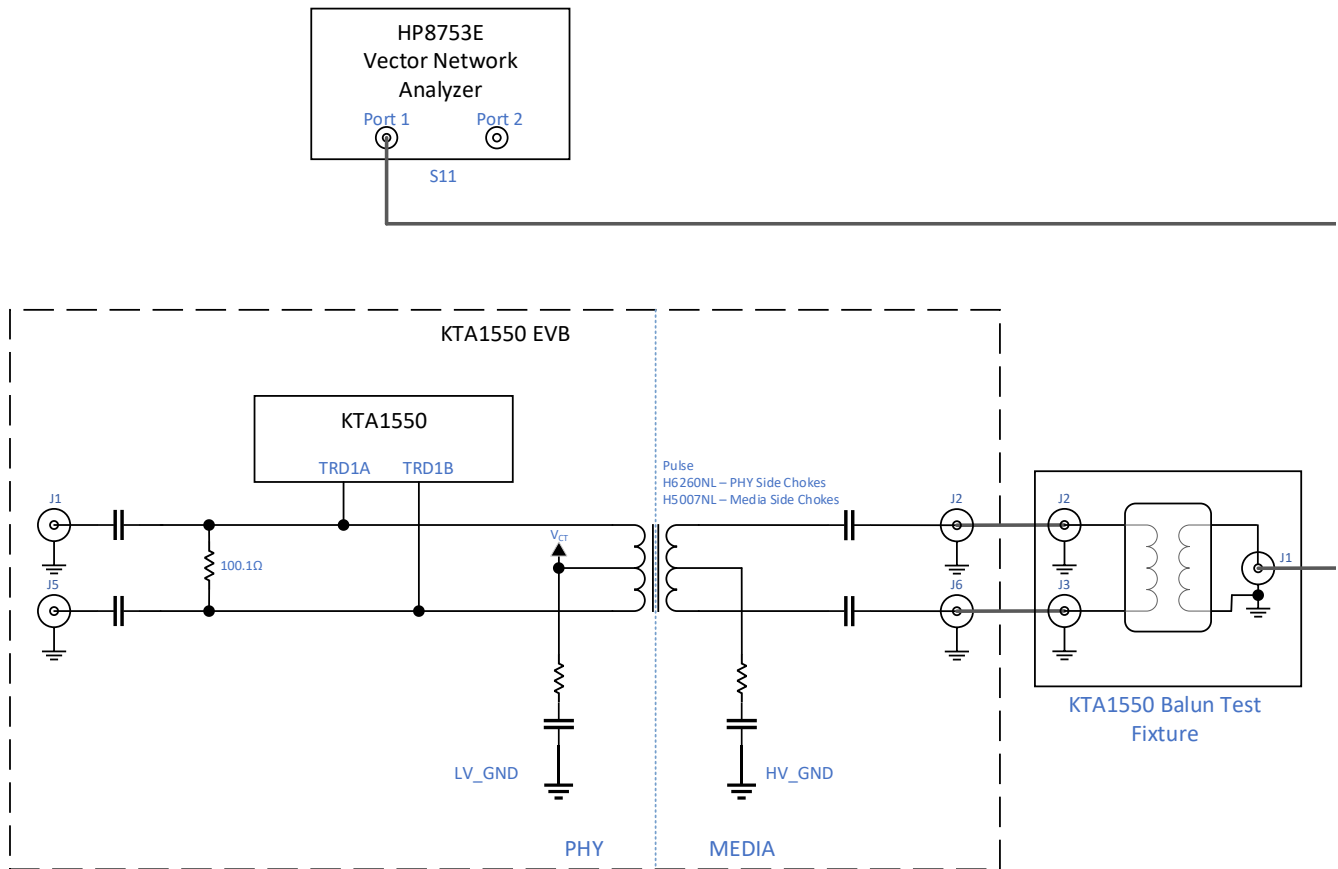 HP8753E
Vector Network
Analyzer
Port 1
Port 2
S11
KTA1550 EVB
KTA1550
TRD1A
TRD1B
Pulse
H6260NL – PHY Side Chokes
H5007NL – Media Side Chokes
J1
100.1Ω
J5
VCT
J2
J6
J2
J3
J1
KTA1550 Balun Test
Fixture
LV_GND
HV_GND
PHY
MEDIA